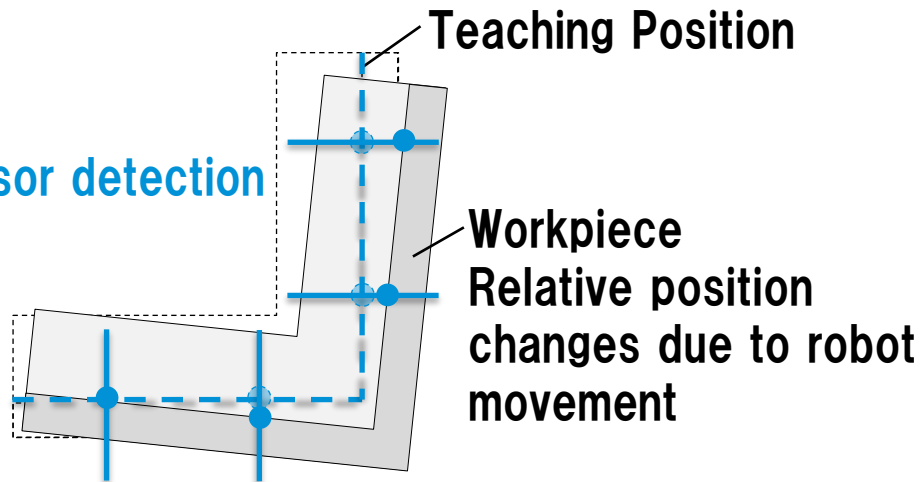 Teaching Position
sor detection
Workpiece
Relative position
changes due to robot
movement